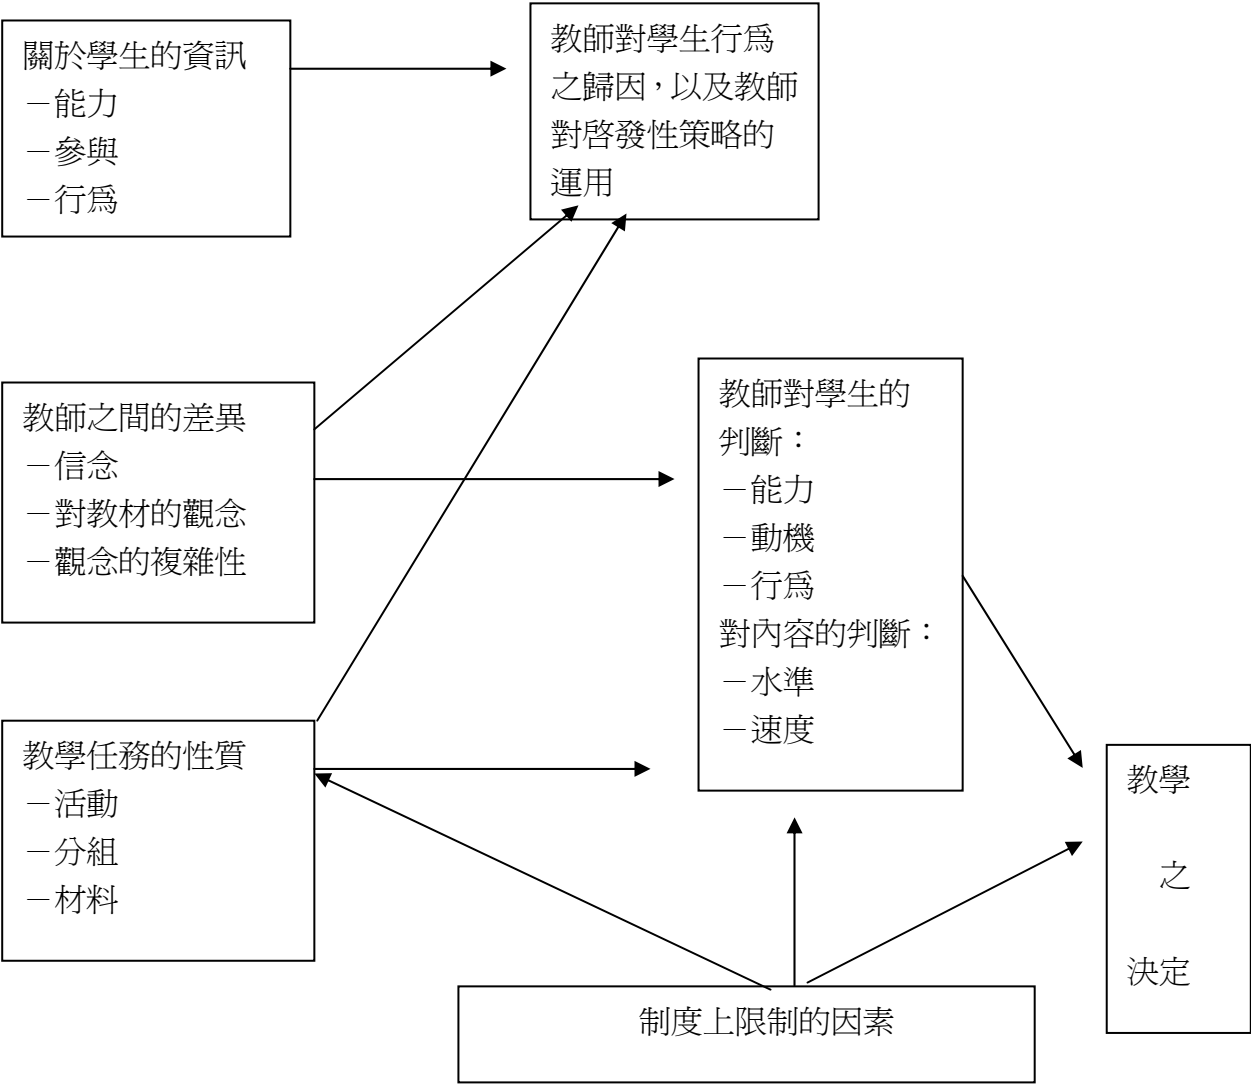 關於學生的資訊
－能力
－參與
－行爲
教師對學生行爲
之歸因，以及教師
對啓發性策略的
運用
教師之間的差異
－信念
－對教材的觀念
－觀念的複雜性
教師對學生的
判斷：
－能力
－動機
－行爲
對內容的判斷：
－水準
－速度
教學任務的性質
－活動
－分組
－材料
教學
之
決定
制度上限制的因素